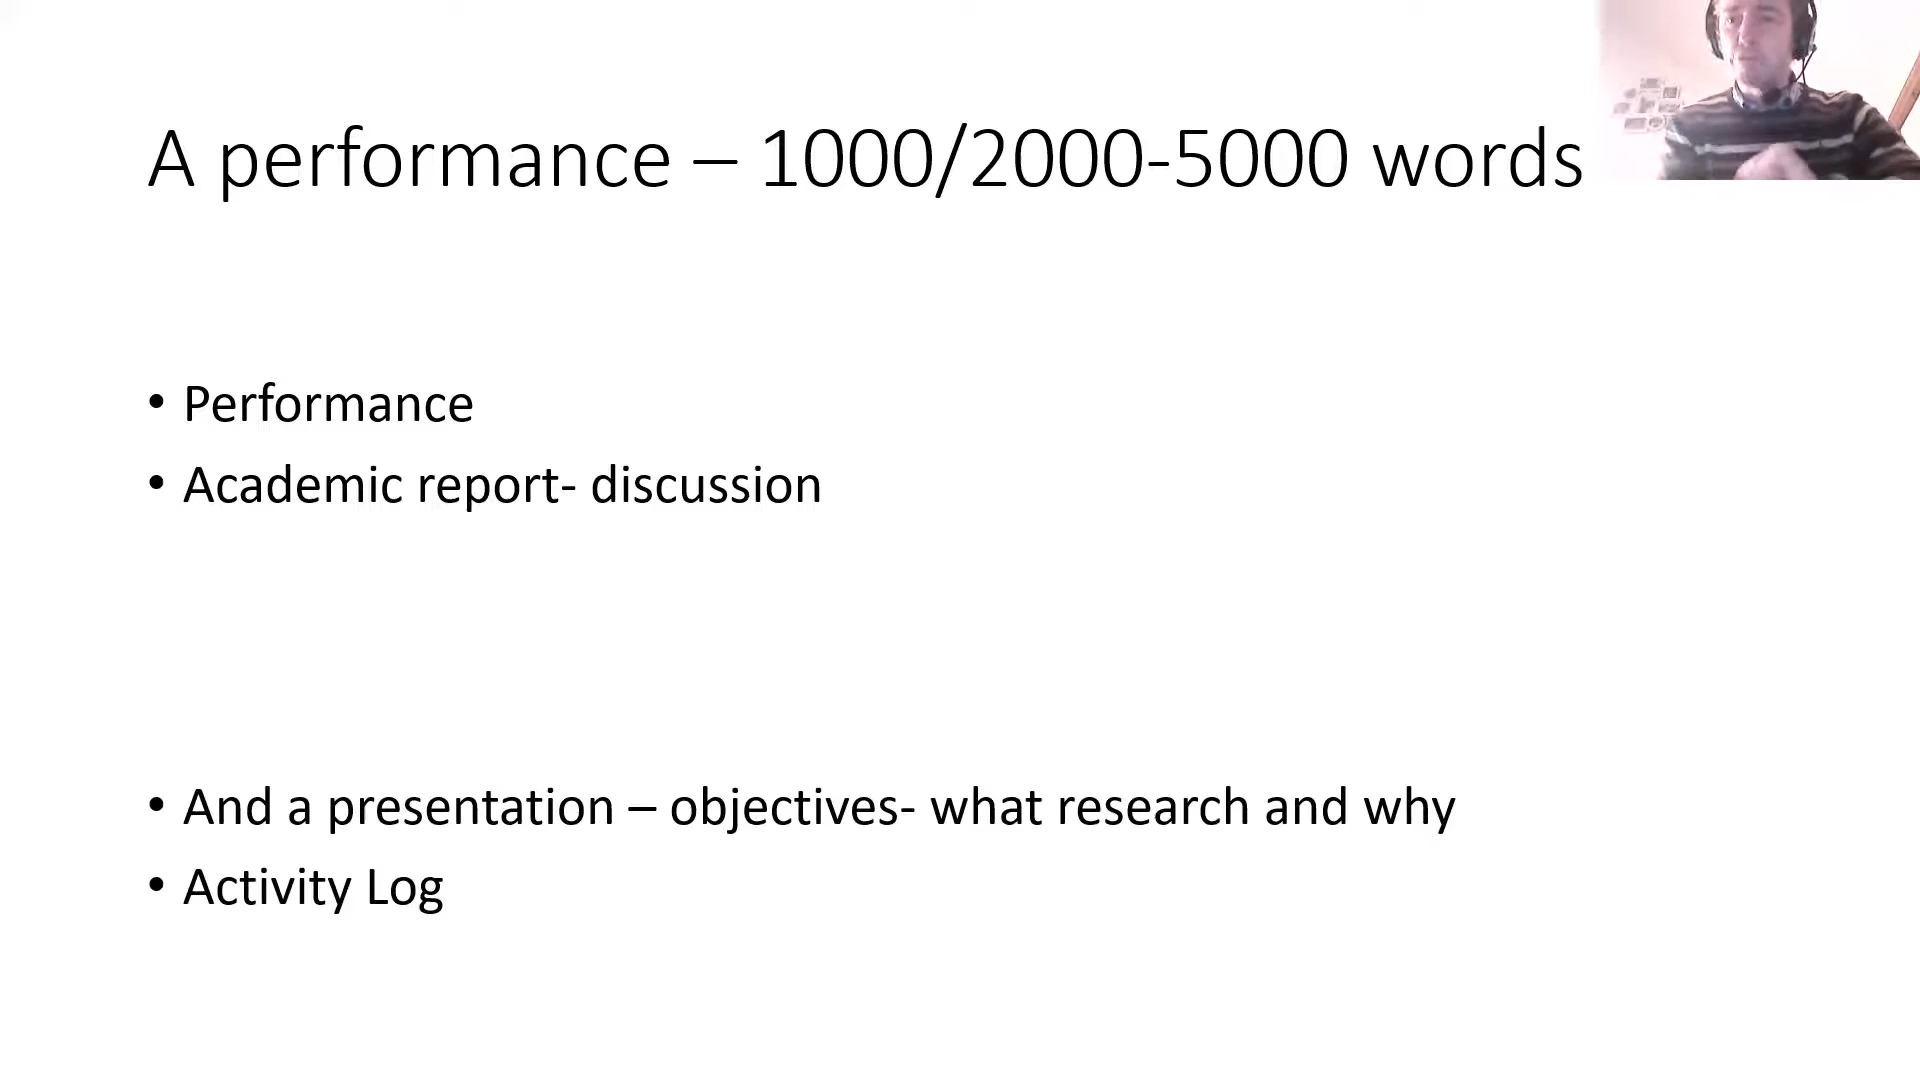 A performance – 1000/2000-5000 words
• Performance
• Academic report- discussion
• And a presentation – objectives- what research and why
• Activity Log